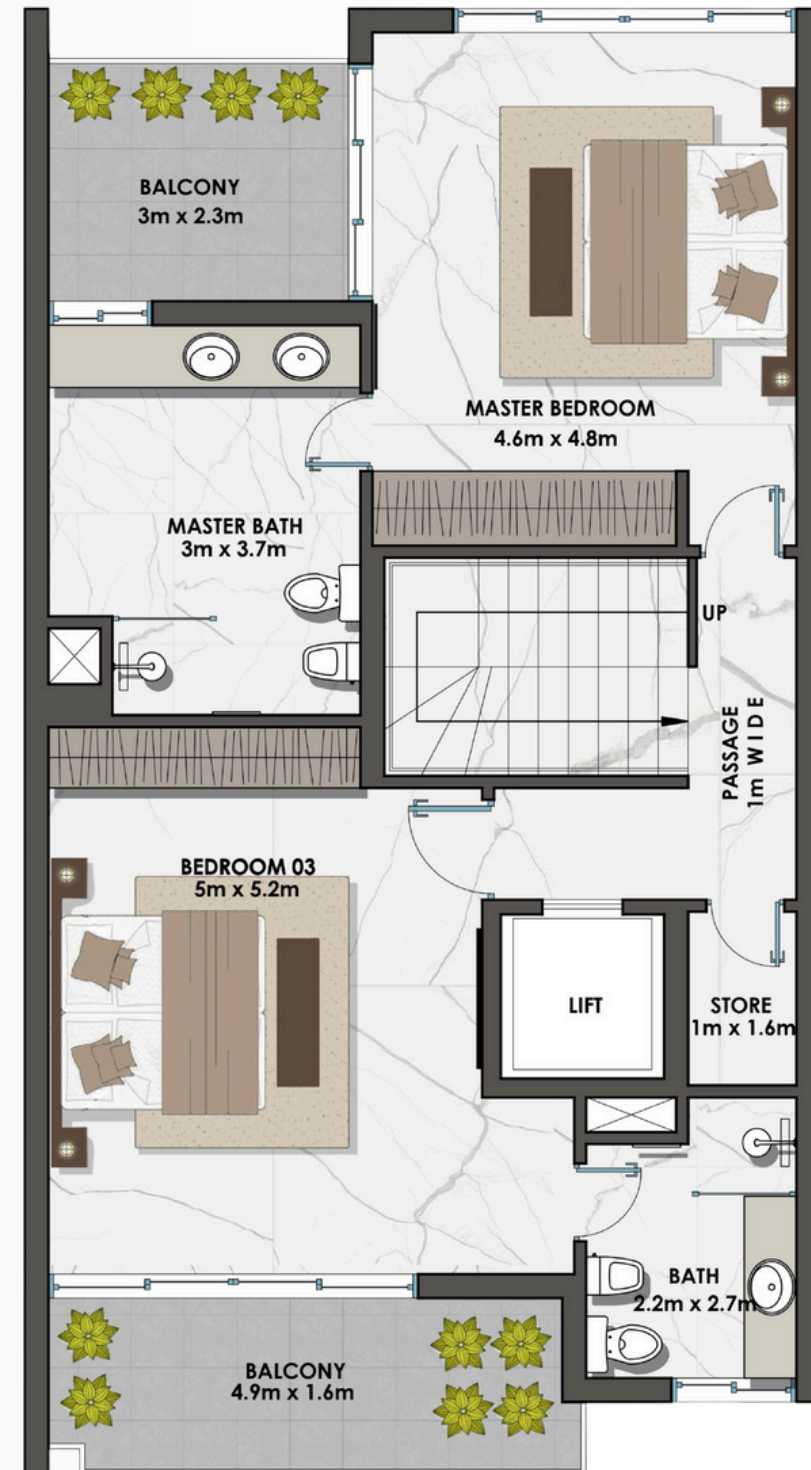 BALCONY
3m x 2.3m
MASTER BEDROOM
4.6m x 4.8m
MASTER BATH
3m x 3.7m
UP
PASSAGE
1m WIDE
BEDROOM 03
5m x 5.2m
LIFT
STORE
1m x 1.6m
BATH
2.2m x 2.7m
BALCONY
4.9m x 1.6m